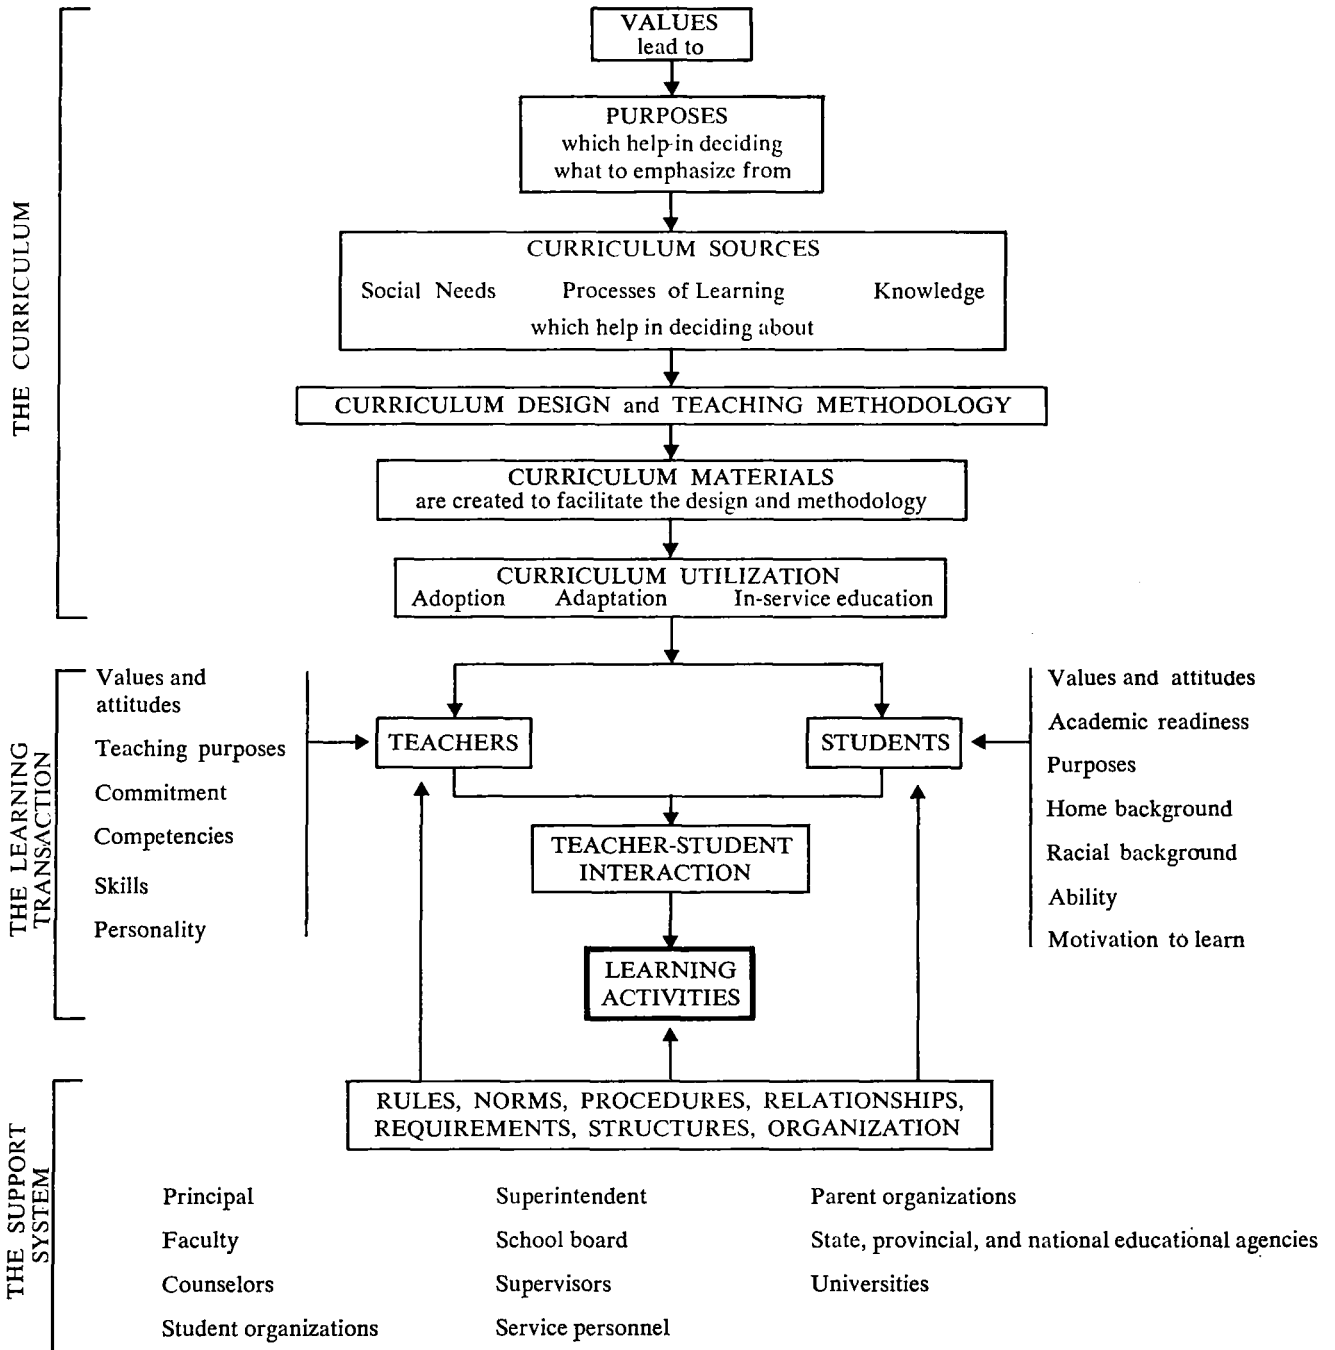 THE CURRICULUM
VALUES
lead to
PURPOSES
which help in deciding
what to emphasize from
CURRICULUM SOURCES
Social Needs Processes of Learning Knowledge
which help in deciding about
CURRICULUM DESIGN and TEACHING METHODOLOGY
CURRICULUM MATERIALS
are created to facilitate the design and methodology
CURRICULUM UTILIZATION
Adoption Adaptation In-service education
THE LEARNING
TRANSACTION
Values and
attitudes
Teaching purposes
Commitment
Competencies
Skills
Personality
TEACHERS
STUDENTS
Values and attitudes
Academic readiness
Purposes
Home background
Racial background
Ability
Motivation to learn
TEACHER-STUDENT
INTERACTION
LEARNING
ACTIVITIES
THE SUPPORT
SYSTEM
RULES, NORMS, PROCEDURES, RELATIONSHIPS,
REQUIREMENTS, STRUCTURES, ORGANIZATION
Principal
Faculty
Counselors
Student organizations
Superintendent
School board
Supervisors
Service personnel
Parent organizations
State, provincial, and national educational agencies
Universities